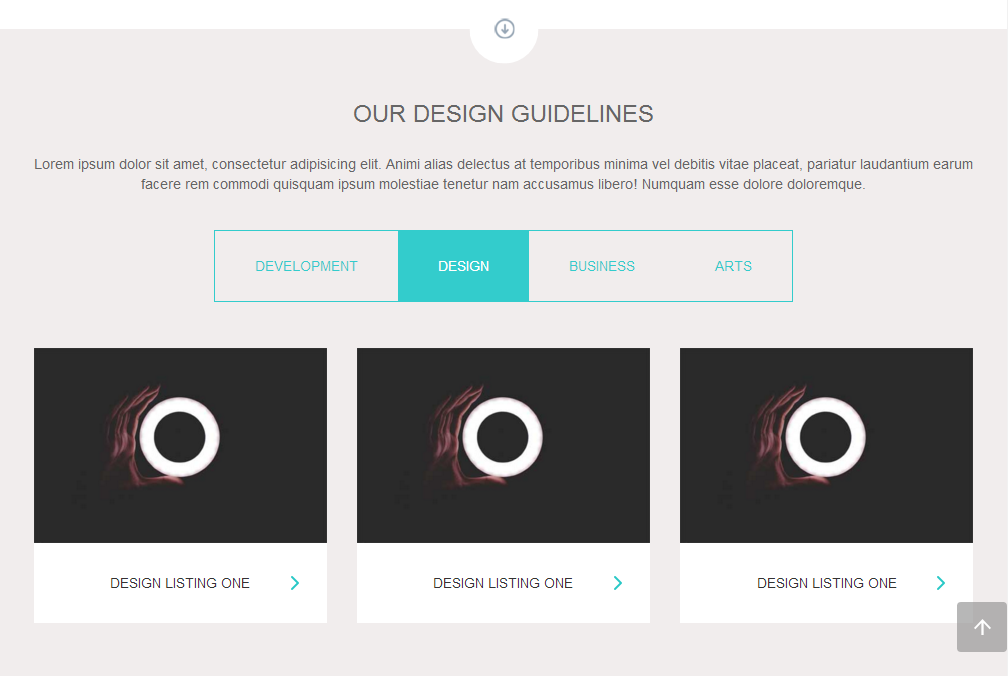 OUR DESIGN GUIDELINES
Lorem ipsum dolor sit amet, consectetur adipisicing elit. Animi alias delectus at temporibus minima vel debitis vitae placeat, pariatur laudantium earum
facere rem commodi quisquam ipsum molestiae tenetur nam accusamus libero! Numquam esse dolore doloremque.
DEVELOPMENT DESIGN BUSINESS ARTS
DESIGN LISTING ONE DESIGN LISTING ONE DESIGN LISTING ONE